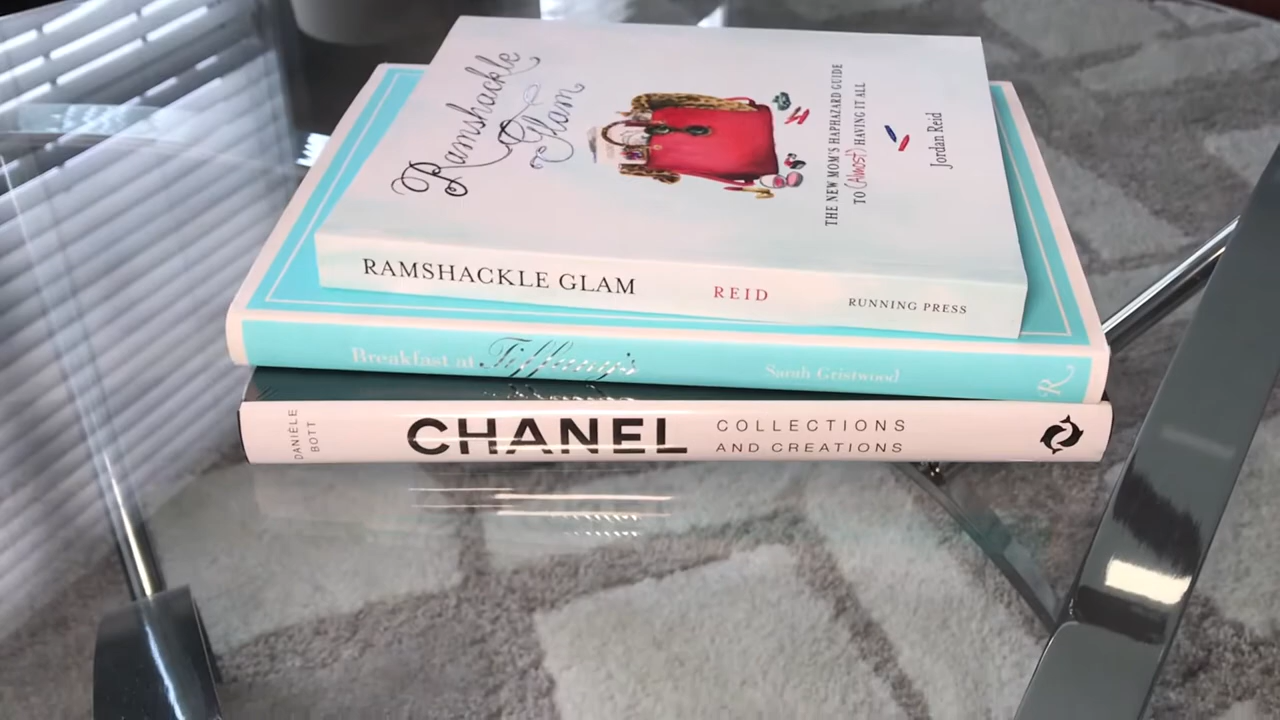 Ramshackle
Glam
THE NEW MOM'S HAPHAZARD GUIDE
TO (Almost) HAVING IT ALL
Jordan Reid
RAMSHACKLE GLAM REID RUNNING PRESS
Breakfast at Tiffany's Sarah Gristwood R
DANIÈLE
BOTT
CHANEL
COLLECTIONS
AND CREATIONS